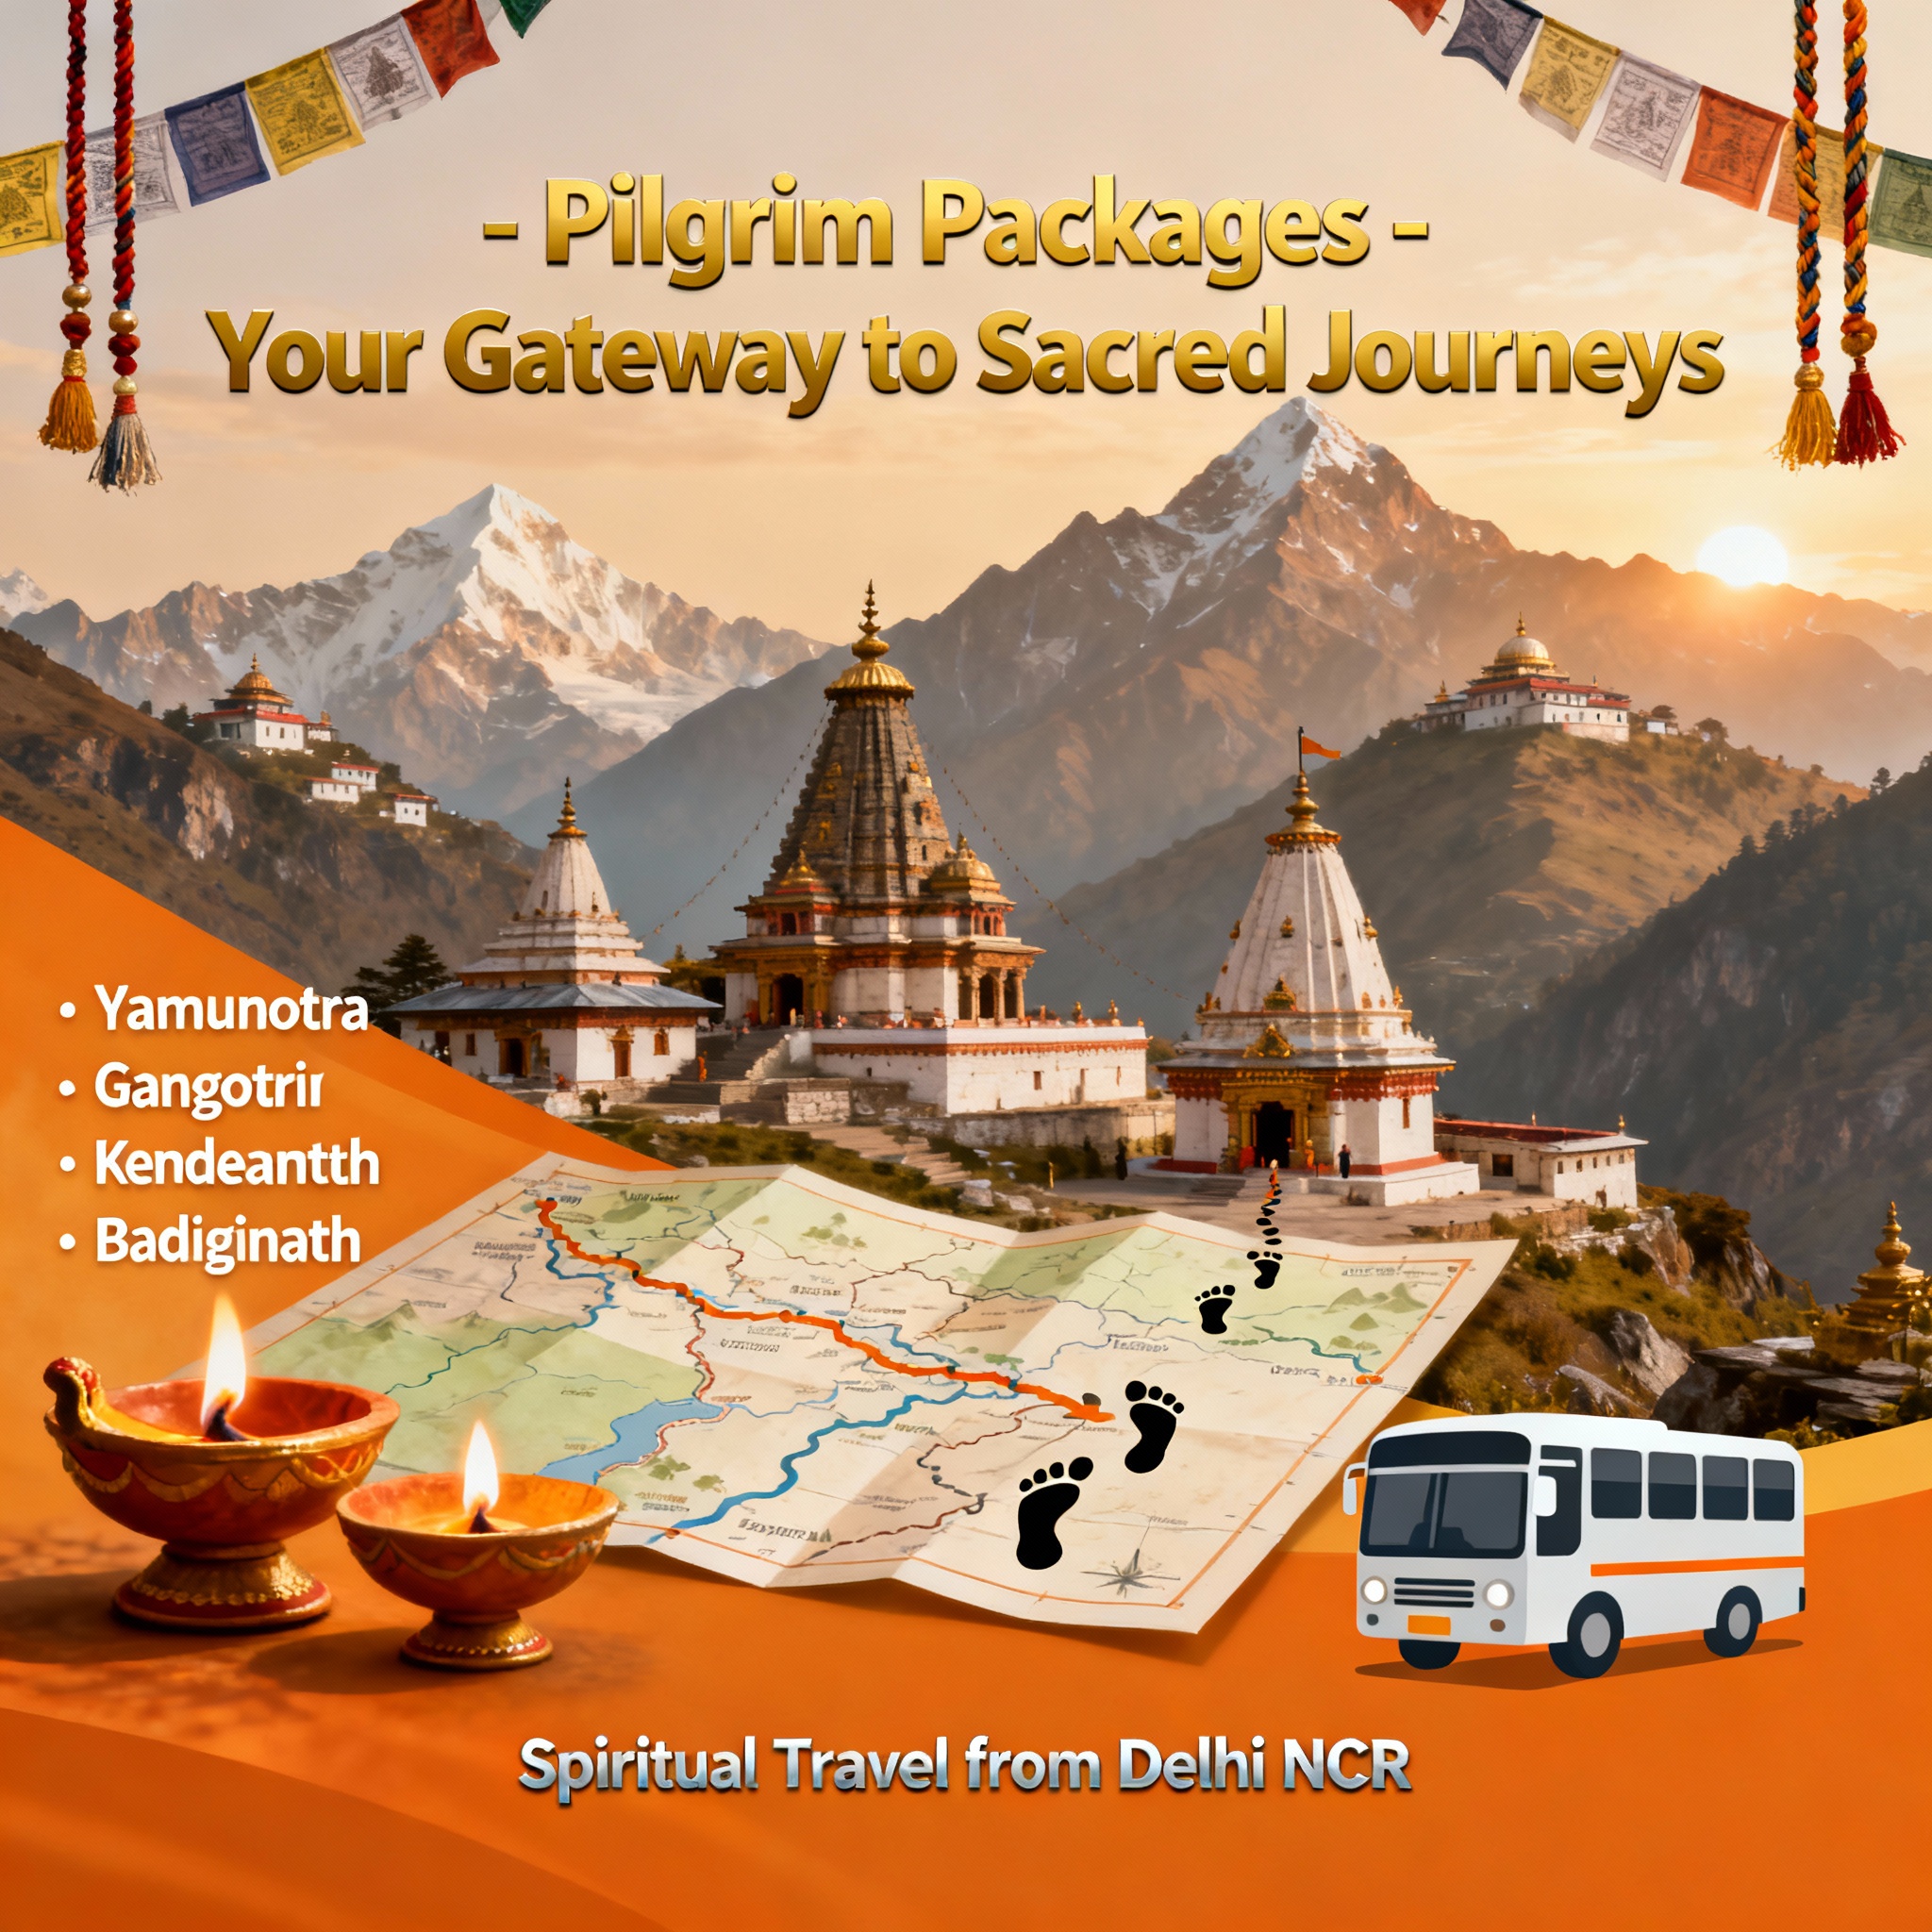 - Pilgrim Packages -
Your Gateway to Sacred Journeys
• Yamunotra
• Gangotrir
• Kendeantth
• Badiginath
Spiritual Travel from Delhi NCR